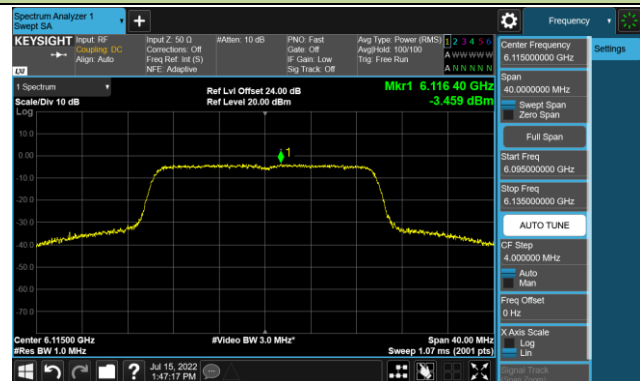 Spectrum Analyzer 1
Swept SA
+
Frequency
KEYSIGHT
Input: RF
Coupling: DC
Align: Auto
Input Z: 50 Ω
Corrections: Off
Freq Ref: Int (S)
NFE: Adaptive
#Atten: 10 dB
PNO: Fast
Gate: Off
IF Gain: Low
Sig Track: Off
Avg Type: Power (RMS)
Avg|Hold: 100/100
Trig: Free Run
1 2 3 4 5 6
A W W W W W
A N N N N N
LXI
1 Spectrum
Scale/Div 10 dB
Log
Ref Lvl Offset 24.00 dB
Ref Level 20.00 dBm
Mkr1 6.116 40 GHz
-3.459 dBm
10.0
0.00
-10.0
-20.0
-30.0
-40.0
-50.0
-60.0
-70.0
1
Center 6.11500 GHz
#Res BW 1.0 MHz
#Video BW 3.0 MHz*
Span 40.00 MHz
Sweep 1.07 ms (2001 pts)
Jul 15, 2022
1:47:17 PM
?
Center Frequency
6.115000000 GHz
Settings
Span
40.0000000 MHz
Swept Span
Zero Span
Full Span
Start Freq
6.095000000 GHz
Stop Freq
6.135000000 GHz
AUTO TUNE
CF Step
4.000000 MHz
Auto
Man
Freq Offset
0 Hz
X Axis Scale
Log
Lin
Signal Track
(Span Zoom)